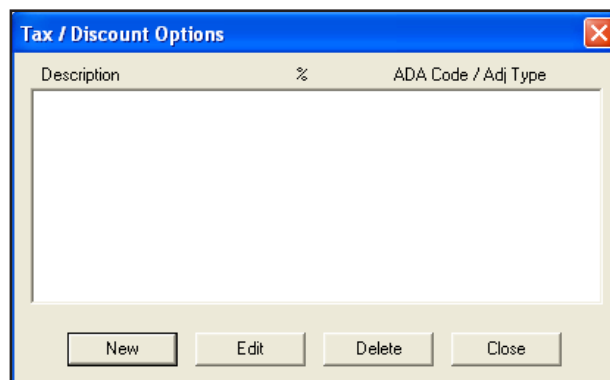 Tax / Discount Options
Description % ADA Code / Adj Type
New Edit Delete Close